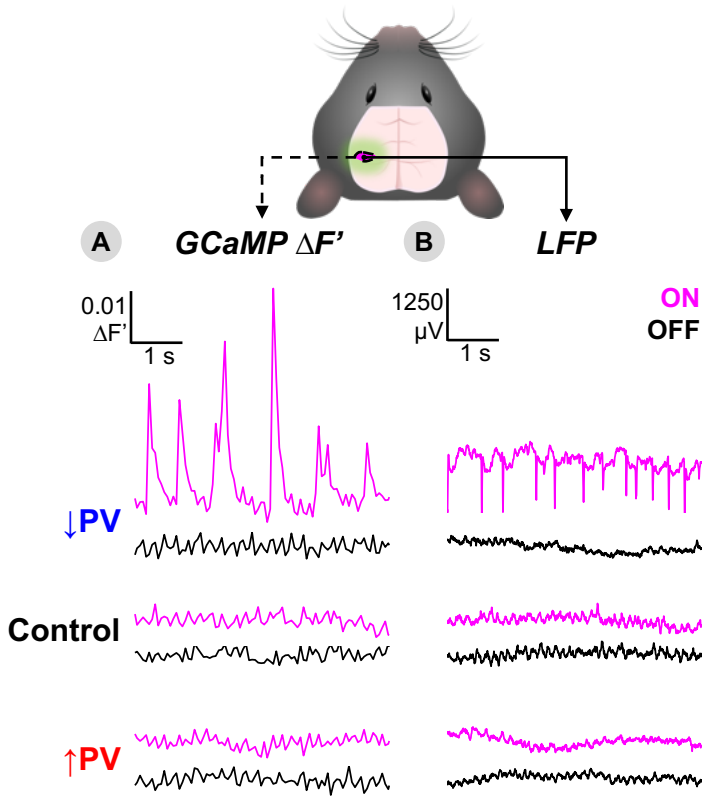 A
GCaMP ΔF’
B
LFP
0.01
ΔF’
1 s
1250
µV
1 s
ON
OFF
↓PV
Control
↑PV